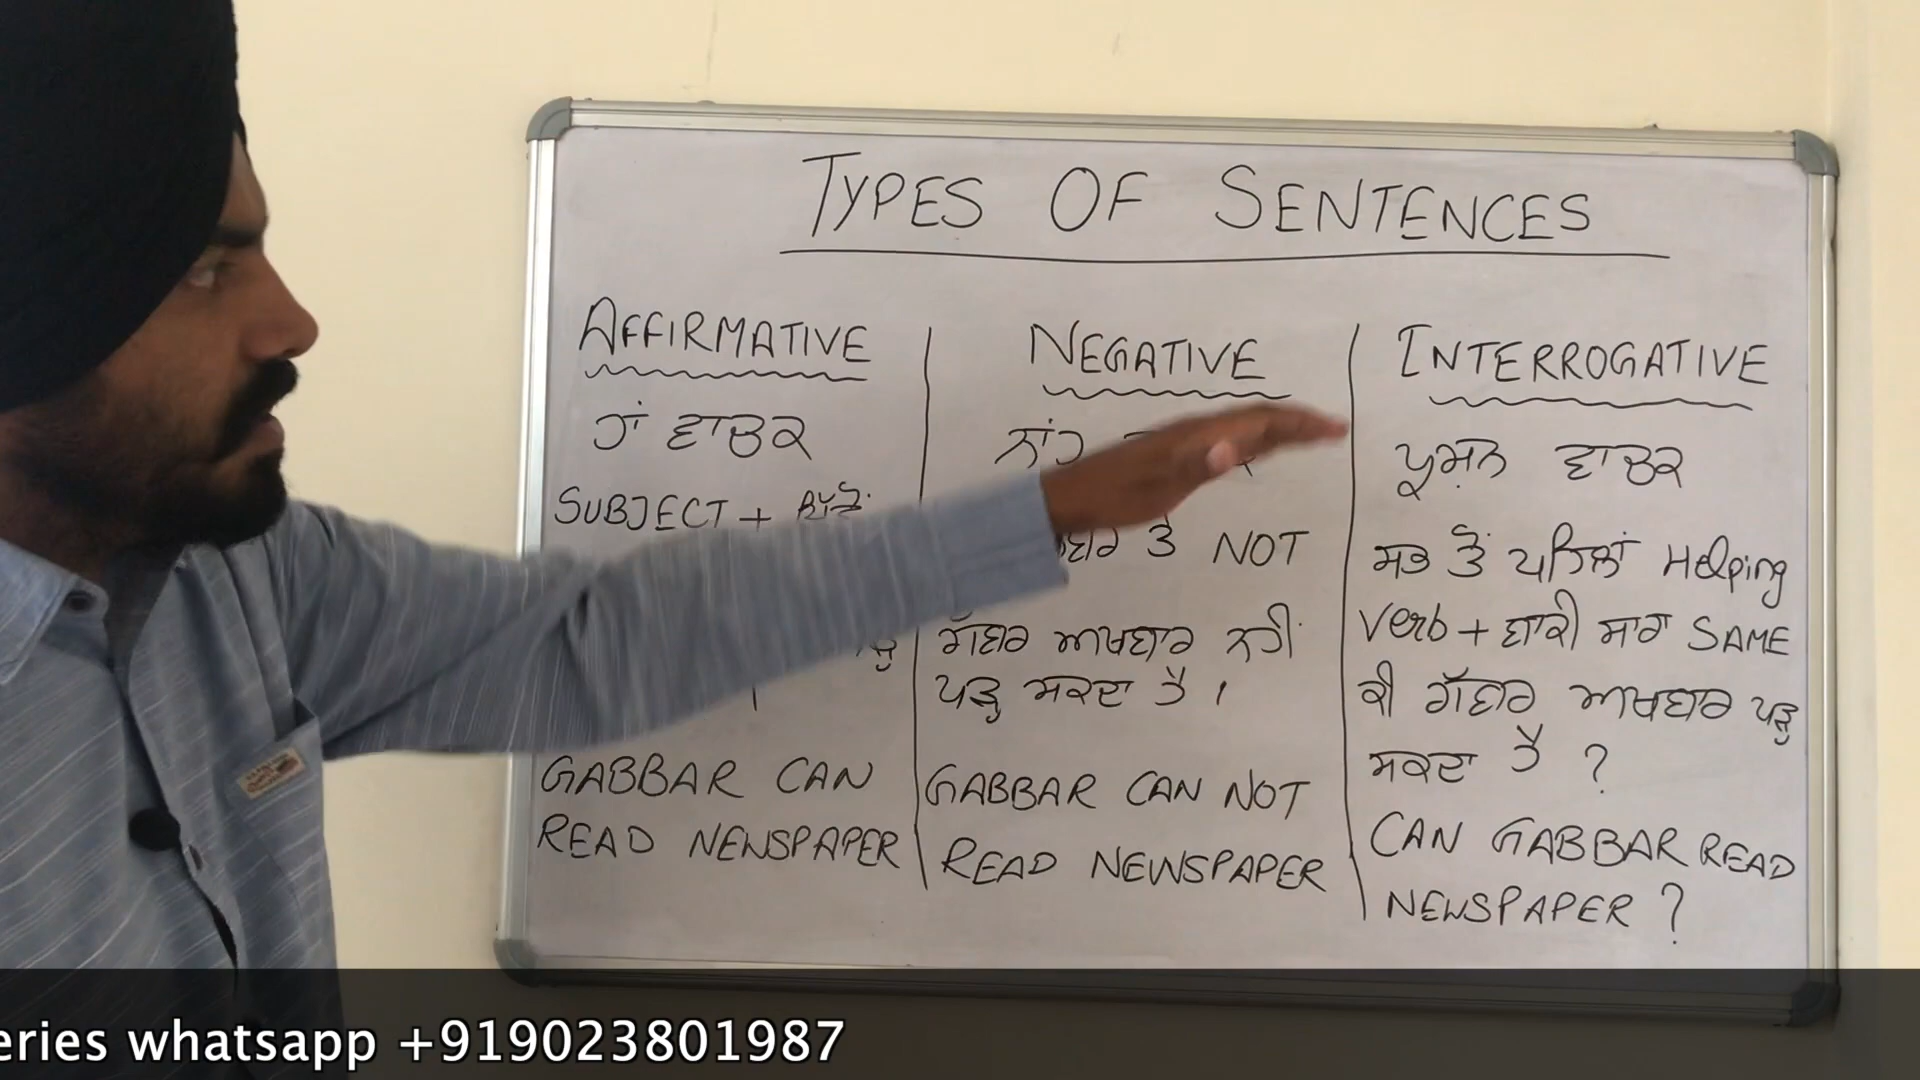 TYPES OF SENTENCES
AFFIRMATIVE
ਹਾਂ ਵਾਚਕ
SUBJECT +
GABBAR CAN
READ NEWSPAPER
NEGATIVE
ਨਾਂਹ
ਤੋਂ NOT
ਗੱਬਰ ਅਖਬਾਰ ਨਹੀਂ
ਪੜ੍ਹ ਸਕਦਾ ਹੈ ।
GABBAR CAN NOT
READ NEWSPAPER
INTERROGATIVE
ਪ੍ਰਸ਼ਨ ਵਾਚਕ
ਸਭ ਤੋਂ ਪਹਿਲਾਂ Helping
Verb + ਬਾਕੀ ਸਾਰਾ SAME
ਕੀ ਗੱਬਰ ਅਖਬਾਰ ਪੜ੍ਹ
ਸਕਦਾ ਹੈ ?
CAN GABBAR READ
NEWSPAPER ?
eries whatsapp +919023801987